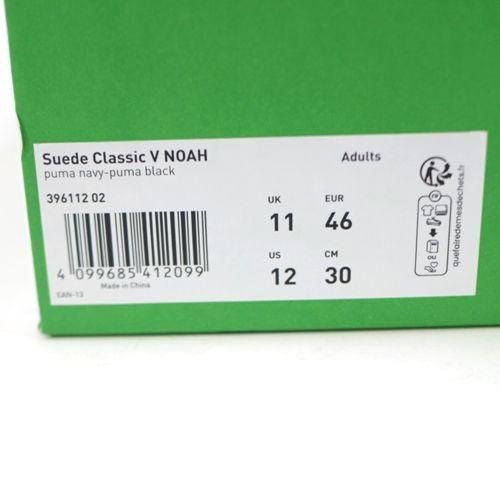 Suede Classic V NOAH
puma navy-puma black
Adults
396112 02
UK EUR
11 46
US CM
12 30
4 099685 412099
Made in China
EAN-13
FR
quefairedemesdechets.fr